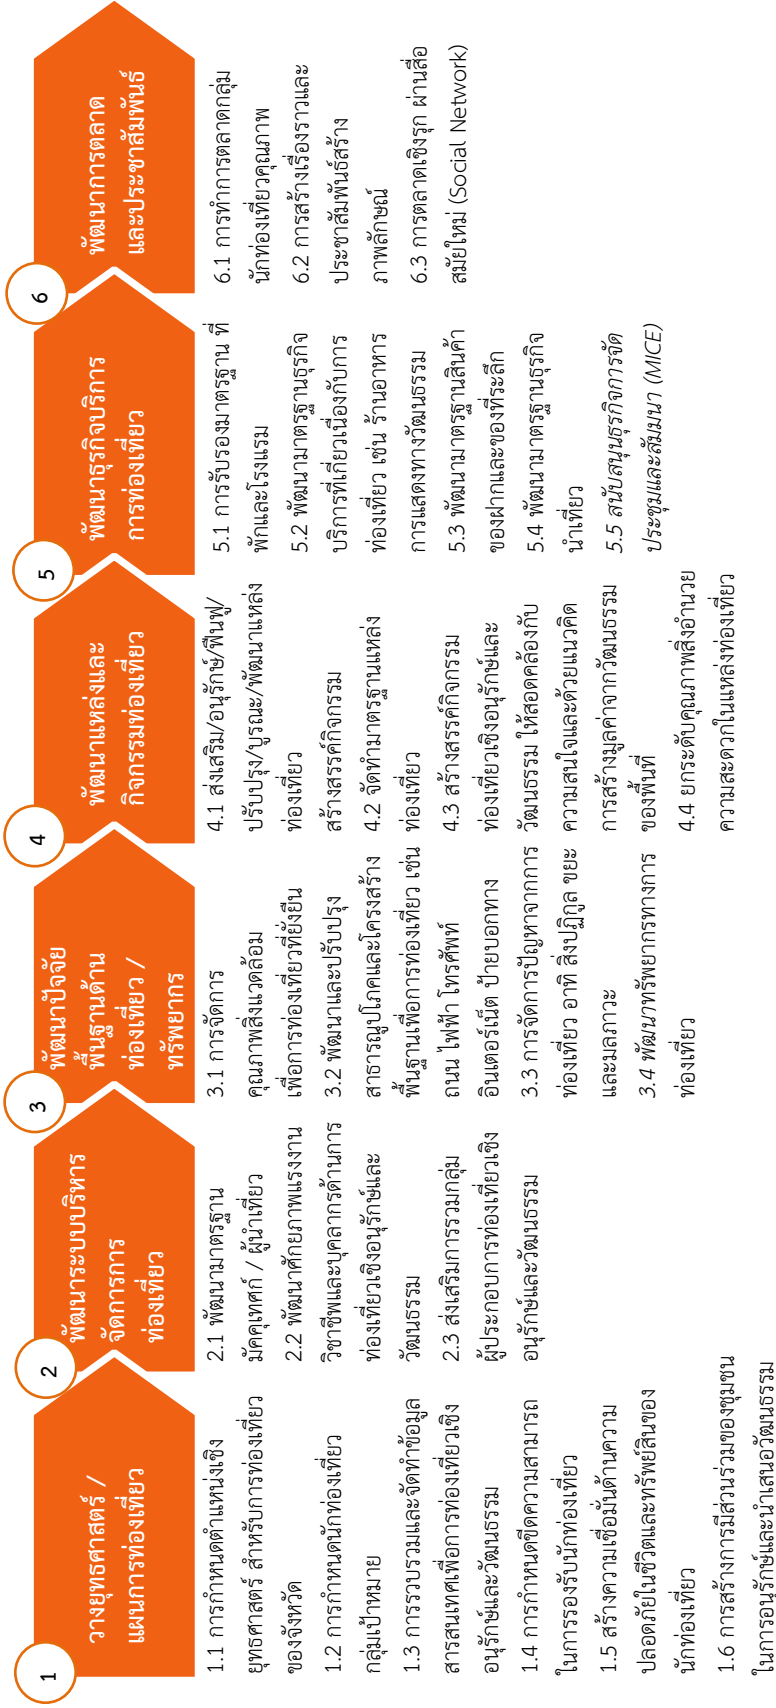 1
วางยุทธศาสตร์ /
แผนการท่องเที่ยว
1.1 การกำหนดตำแหน่งเชิง
ยุทธศาสตร์ สำหรับการท่องเที่ยว
ของจังหวัด
1.2 การกำหนดนักท่องเที่ยว
กลุ่มเป้าหมาย
1.3 การรวบรวมและจัดทำข้อมูล
สารสนเทศเพื่อการท่องเที่ยวเชิง
อนุรักษ์และวัฒนธรรม
1.4 การกำหนดขีดความสามารถ
ในการรองรับนักท่องเที่ยว
1.5 สร้างความเชื่อมั่นด้านความ
ปลอดภัยในชีวิตและทรัพย์สินของ
นักท่องเที่ยว
1.6 การสร้างการมีส่วนร่วมของชุมชน
ในการอนุรักษ์และนำเสนอวัฒนธรรม
2
พัฒนาระบบบริหาร
จัดการการ
ท่องเที่ยว
2.1 พัฒนามาตรฐาน
มัคคุเทศก์ / ผู้นำเที่ยว
2.2 พัฒนาศักยภาพแรงงาน
วิชาชีพและบุคลากรด้านการ
ท่องเที่ยวเชิงอนุรักษ์และ
วัฒนธรรม
2.3 ส่งเสริมการรวมกลุ่ม
ผู้ประกอบการท่องเที่ยวเชิง
อนุรักษ์และวัฒนธรรม
3
พัฒนาปัจจัย
พื้นฐานด้าน
ท่องเที่ยว /
ทรัพยากร
3.1 การจัดการ
คุณภาพสิ่งแวดล้อม
เพื่อการท่องเที่ยวที่ยั่งยืน
3.2 พัฒนาและปรับปรุง
สาธารณูปโภคและโครงสร้าง
พื้นฐานเพื่อการท่องเที่ยว เช่น
ถนน ไฟฟ้า โทรศัพท์
อินเตอร์เน็ต ป้ายบอกทาง
3.3 การจัดการปัญหาจากการ
ท่องเที่ยว อาทิ สิ่งปฏิกูล ขยะ
และมลภาวะ
3.4 พัฒนาทรัพยากรทางการ
ท่องเที่ยว
4
พัฒนาแหล่งและ
กิจกรรมท่องเที่ยว
4.1 ส่งเสริม/อนุรักษ์/ฟื้นฟู/
ปรับปรุง/บูรณะ/พัฒนาแหล่ง
ท่องเที่ยว
สร้างสรรค์กิจกรรม
4.2 จัดทำมาตรฐานแหล่ง
ท่องเที่ยว
4.3 สร้างสรรค์กิจกรรม
ท่องเที่ยวเชิงอนุรักษ์และ
วัฒนธรรม ให้สอดคล้องกับ
ความสนใจและด้วยแนวคิด
การสร้างมูลค่าจากวัฒนธรรม
ของพื้นที่
4.4 ยกระดับคุณภาพสิ่งอำนวย
ความสะดวกในแหล่งท่องเที่ยว
5
พัฒนาธุรกิจบริการ
การท่องเที่ยว
5.1 การรับรองมาตรฐาน ที่
พักและโรงแรม
5.2 พัฒนามาตรฐานธุรกิจ
บริการที่เกี่ยวเนื่องกับการ
ท่องเที่ยว เช่น ร้านอาหาร
การแสดงทางวัฒนธรรม
5.3 พัฒนามาตรฐานสินค้า
ของฝากและของที่ระลึก
5.4 พัฒนามาตรฐานธุรกิจ
นำเที่ยว
5.5 สนับสนุนธุรกิจการจัด
ประชุมและสัมมนา (MICE)
6
พัฒนาการตลาด
และประชาสัมพันธ์
6.1 การทำการตลาดกลุ่ม
นักท่องเที่ยวคุณภาพ
6.2 การสร้างเรื่องราวและ
ประชาสัมพันธ์สร้าง
ภาพลักษณ์
6.3 การตลาดเชิงรุก ผ่านสื่อ
สมัยใหม่ (Social Network)